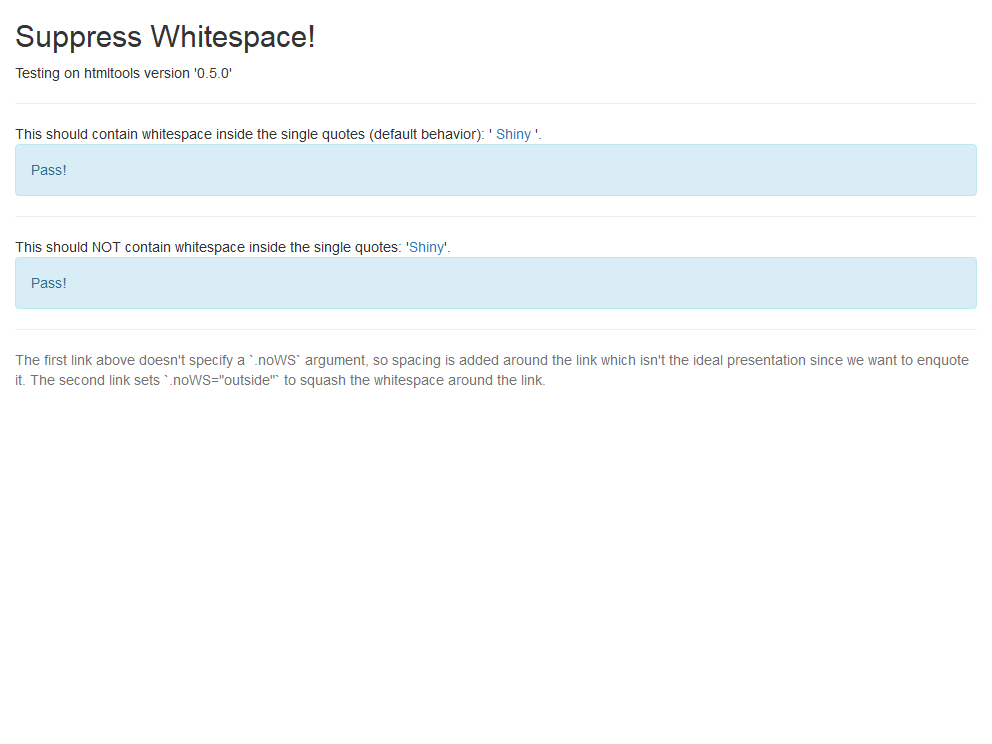 Suppress Whitespace!
Testing on htmltools version '0.5.0'
This should contain whitespace inside the single quotes (default behavior): ' Shiny '.
Pass!
This should NOT contain whitespace inside the single quotes: 'Shiny'.
Pass!
The first link above doesn't specify a `.noWS` argument, so spacing is added around the link which isn't the ideal presentation since we want to enquote
it. The second link sets `.noWS="outside"` to squash the whitespace around the link.